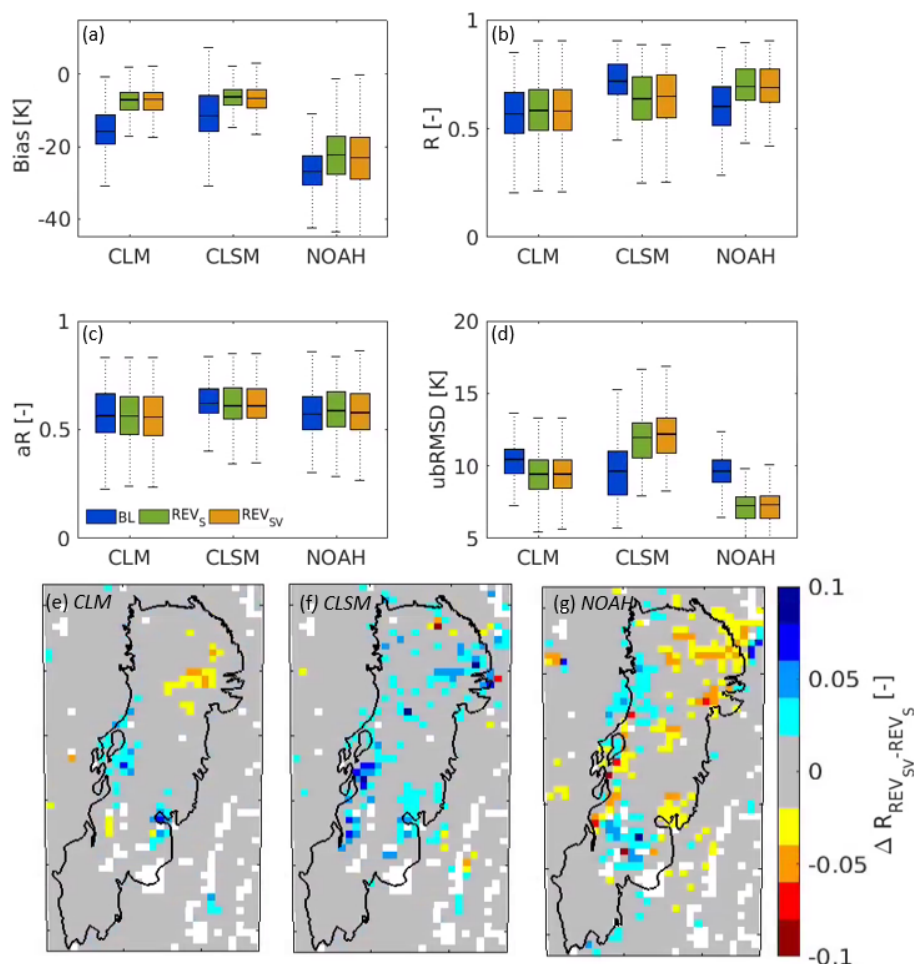 (a)
0
-20
-40
Bias [K]
CLM CLSM NOAH
(b)
1
0.5
0
R [-]
CLM CLSM NOAH
(c)
1
0.5
0
aR [-]
BL REV_S REV_SV
CLM CLSM NOAH
(d)
20
15
10
5
ubRMSD [K]
CLM CLSM NOAH
(e) CLM
(f) CLSM
(g) NOAH
0.1
0.05
0
-0.05
-0.1
Δ R_REV_SV-REV_S [-]